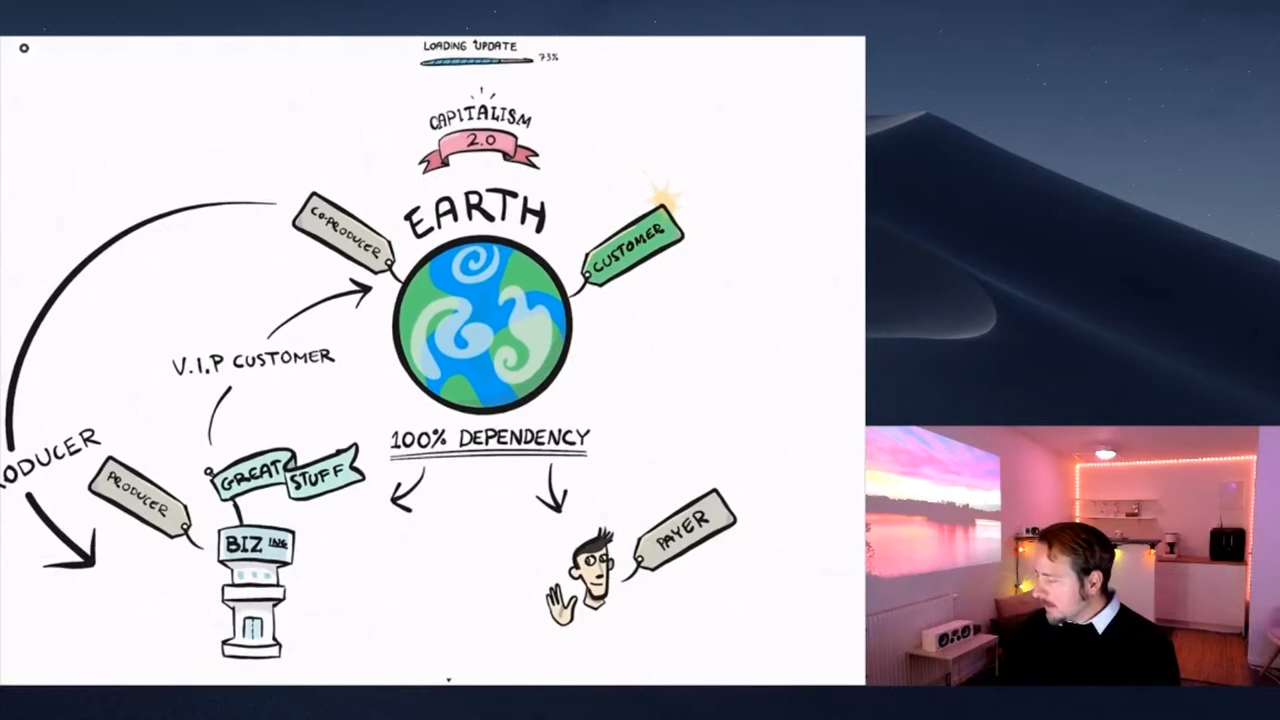 LOADING UPDATE
73%
CAPITALISM
2.0
EARTH
CO-PRODUCER
CUSTOMER
V.I.P CUSTOMER
100% DEPENDENCY
ODUCER
PRODUCER
GREAT STUFF
PAYER
BIZ INC